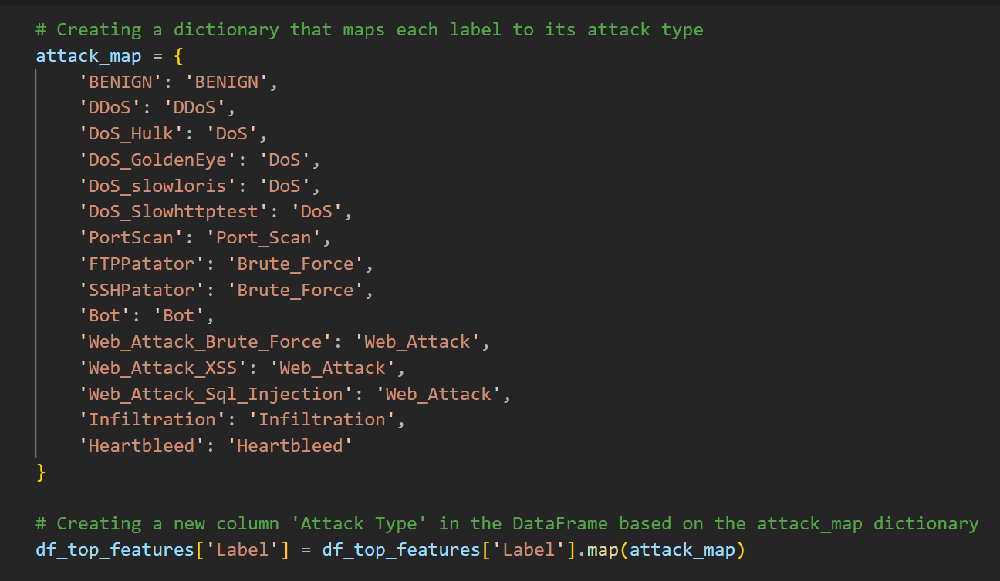 # Creating a dictionary that maps each label to its attack type
attack_map = {
    'BENIGN': 'BENIGN',
    'DDoS': 'DDoS',
    'DoS_Hulk': 'DoS',
    'DoS_GoldenEye': 'DoS',
    'DoS_slowloris': 'DoS',
    'DoS_Slowhttptest': 'DoS',
    'PortScan': 'Port_Scan',
    'FTPPatator': 'Brute_Force',
    'SSHPatator': 'Brute_Force',
    'Bot': 'Bot',
    'Web_Attack_Brute_Force': 'Web_Attack',
    'Web_Attack_XSS': 'Web_Attack',
    'Web_Attack_Sql_Injection': 'Web_Attack',
    'Infiltration': 'Infiltration',
    'Heartbleed': 'Heartbleed'
}
# Creating a new column 'Attack Type' in the DataFrame based on the attack_map dictionary
df_top_features['Label'] = df_top_features['Label'].map(attack_map)